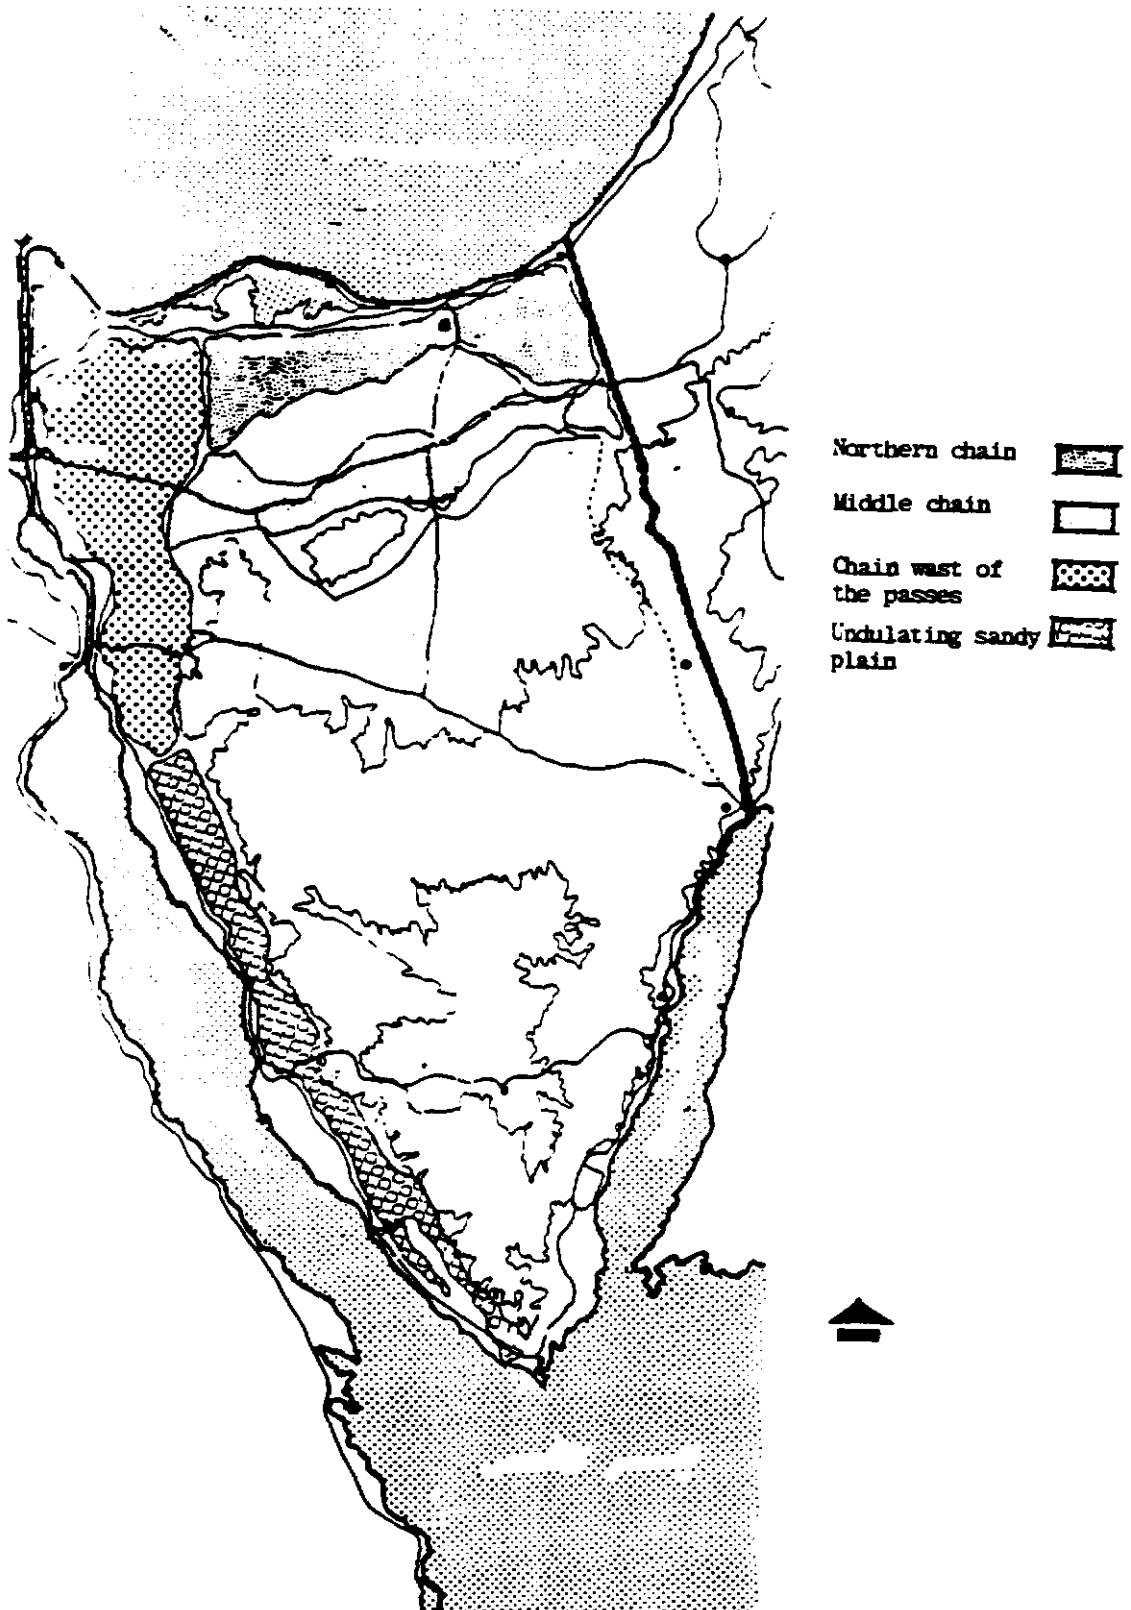 Northern chain
Middle chain
Chain wast of
the passes
Undulating sandy
plain